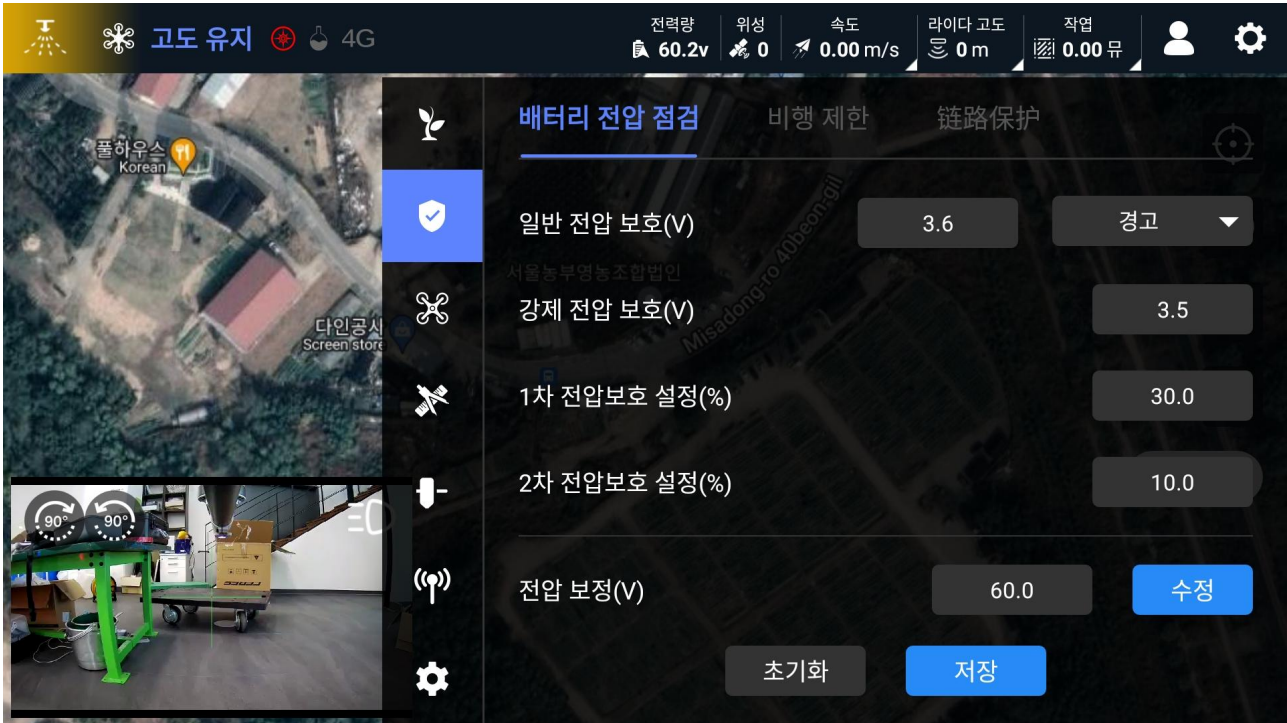 고도 유지 4G
전력량 위성 속도 라이다 고도 작업
60.2v 0 0.00 m/s 0 m 0.00 뮤
배터리 전압 점검 비행 제한 链路保护
풀하우스
Korean
일반 전압 보호(V) 3.6 경고
서울농부영농조합법인
Misadong-ro 40beon-gil
강제 전압 보호(V) 3.5
다인공사
Screen store
1차 전압보호 설정(%) 30.0
2차 전압보호 설정(%) 10.0
90° 90°
전압 보정(V) 60.0 수정
초기화 저장